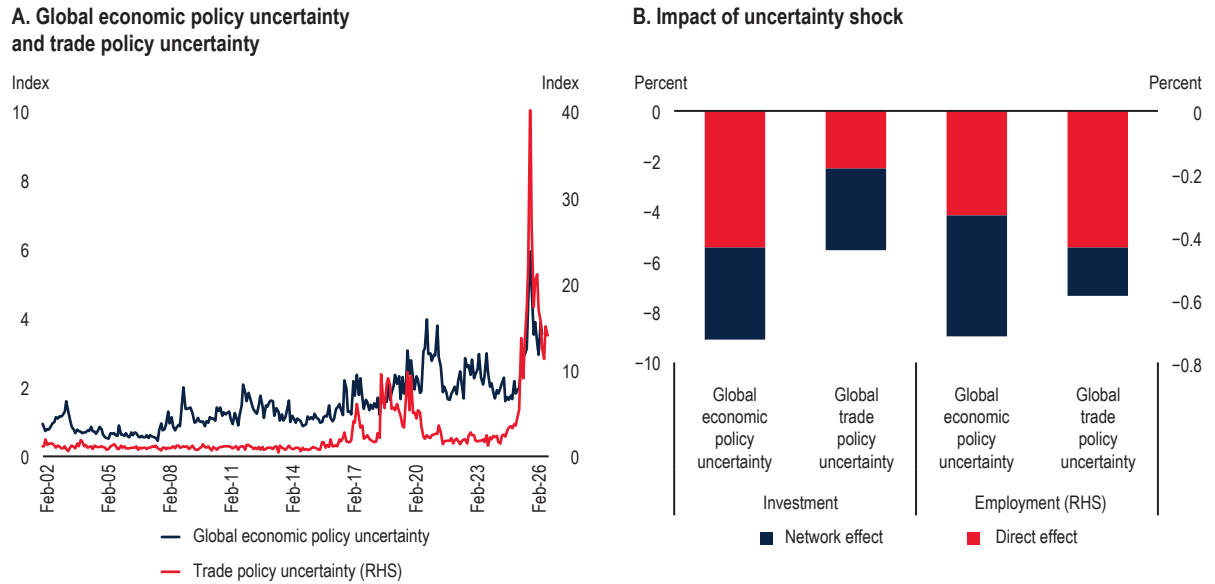 A. Global economic policy uncertainty
and trade policy uncertainty
Index
Index
10
8
6
4
2
0
40
30
20
10
0
Feb-02
Feb-05
Feb-08
Feb-11
Feb-14
Feb-17
Feb-20
Feb-23
Feb-26
Global economic policy uncertainty
Trade policy uncertainty (RHS)
B. Impact of uncertainty shock
Percent
Percent
0
−2
−4
−6
−8
−10
0
−0.2
−0.4
−0.6
−0.8
Global
economic
policy
uncertainty
Global
trade
policy
uncertainty
Global
economic
policy
uncertainty
Global
trade
policy
uncertainty
Investment
Employment (RHS)
Network effect
Direct effect